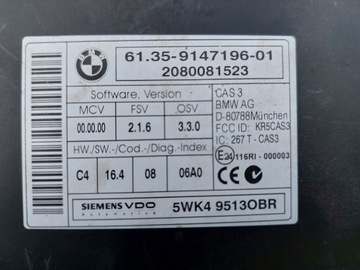 BMW
61.35-9147196-01
2080081523
Software, Version
MCV FSV OSV
00.00.00 2.1.6 3.3.0
HW./SW.-/Cod.-/Diag.-Index
C4 16.4 08 06A0
CAS 3
BMW AG
D-80788München
FCC ID: KR5CAS3
IC: 267 T - CAS3
E24 116RI - 000003
CE
SIEMENS VDO
Automotive
5WK4 9513OBR